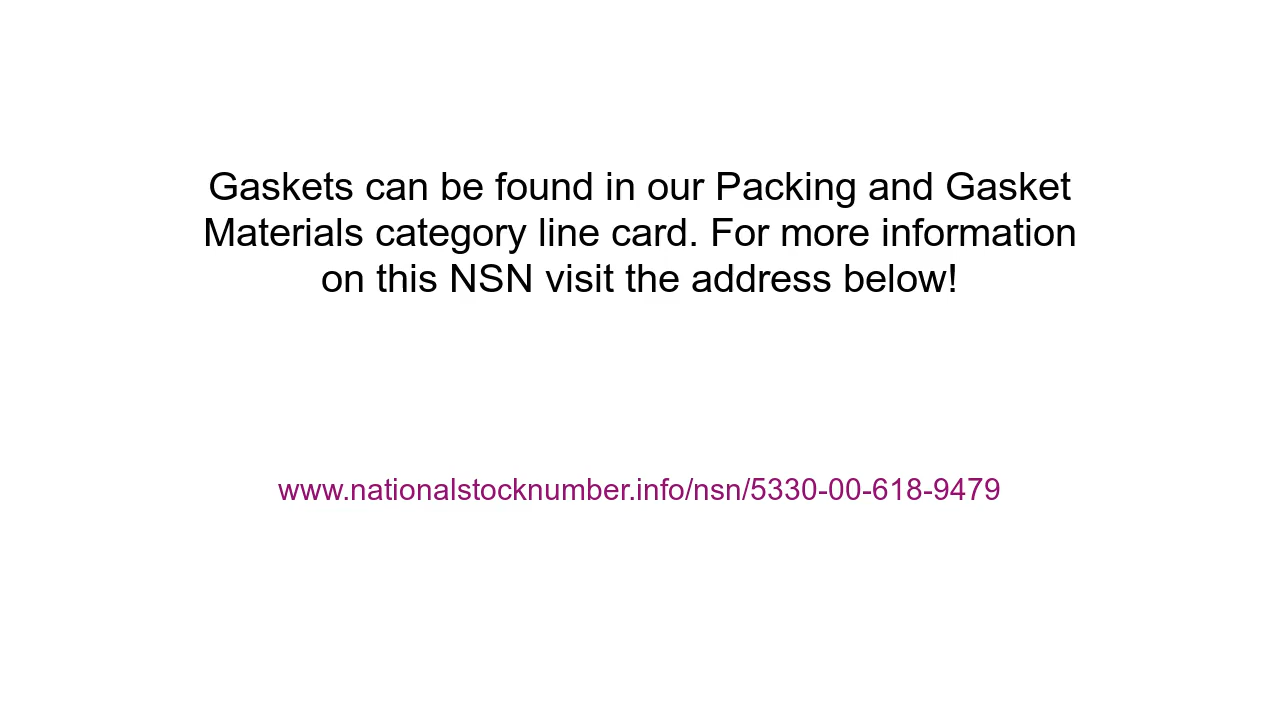 Gaskets can be found in our Packing and Gasket
Materials category line card. For more information
on this NSN visit the address below!
www.nationalstocknumber.info/nsn/5330-00-618-9479